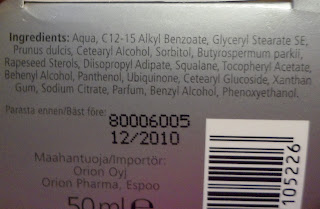 Ingredients: Aqua, C12-15 Alkyl Benzoate, Glyceryl Stearate SE,
Prunus dulcis, Cetearyl Alcohol, Sorbitol, Butyrospermum parkii,
Rapeseed Sterols, Diisopropyl Adipate, Squalane, Tocopheryl Acetate,
Behenyl Alcohol, Panthenol, Ubiquinone, Cetearyl Glucoside, Xanthan
Gum, Sodium Citrate, Parfum, Benzyl Alcohol, Phenoxyethanol.
Parasta ennen/Bäst före:
80006005
12/2010
Maahantuoja/Importör:
Orion Oyj
Orion Pharma, Espoo
50 ml e
105226